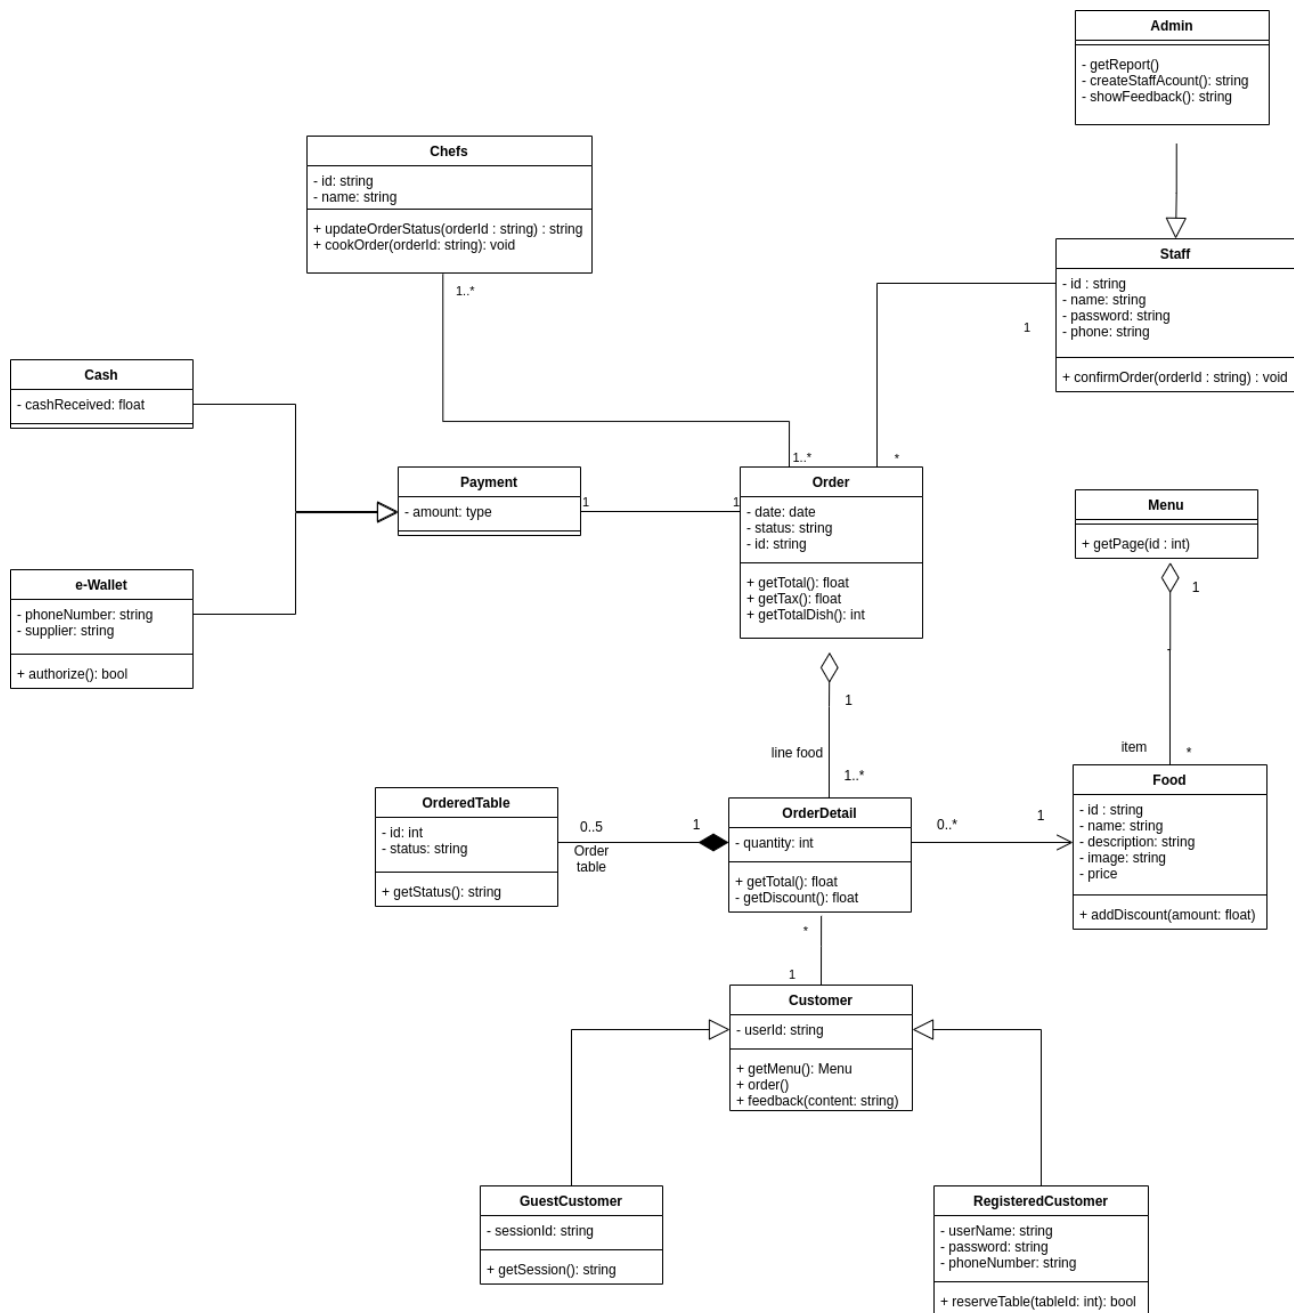 Admin
- getReport()
- createStaffAcount(): string
- showFeedback(): string
Chefs
- id: string
- name: string
+ updateOrderStatus(orderId : string) : string
+ cookOrder(orderId: string): void
1..*
Staff
- id : string
- name: string
- password: string
- phone: string
+ confirmOrder(orderId : string) : void
1
Cash
- cashReceived: float
1..*
*
Payment
- amount: type
1
1
Order
- date: date
- status: string
- id: string
+ getTotal(): float
+ getTax(): float
+ getTotalDish(): int
Menu
+ getPage(id : int)
1
e-Wallet
- phoneNumber: string
- supplier: string
+ authorize(): bool
-
1
line food
1..*
item
*
OrderedTable
- id: int
- status: string
+ getStatus(): string
0..5
Order
table
1
OrderDetail
- quantity: int
+ getTotal(): float
- getDiscount(): float
0..*
1
Food
- id : string
- name: string
- description: string
- image: string
- price
+ addDiscount(amount: float)
*
1
Customer
- userId: string
+ getMenu(): Menu
+ order()
+ feedback(content: string)
GuestCustomer
- sessionId: string
+ getSession(): string
RegisteredCustomer
- userName: string
- password: string
- phoneNumber: string
+ reserveTable(tableId: int): bool